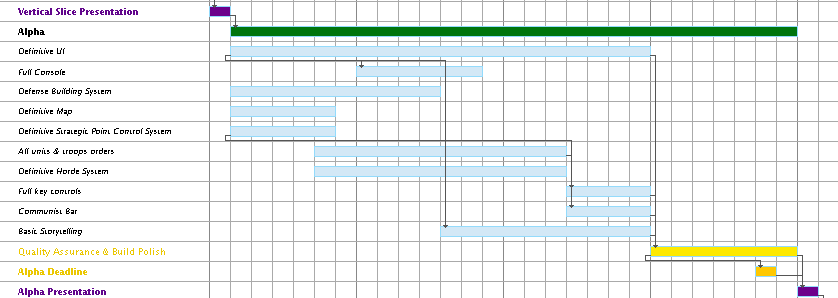 Vertical Slice Presentation
Alpha
Definitive UI
Full Console
Defense Building System
Definitive Map
Definitive Strategic Point Control System
All units & troops orders
Definitive Horde System
Full key controls
Communist Bar
Basic Storytelling
Quality Assurance & Build Polish
Alpha Deadline
Alpha Presentation